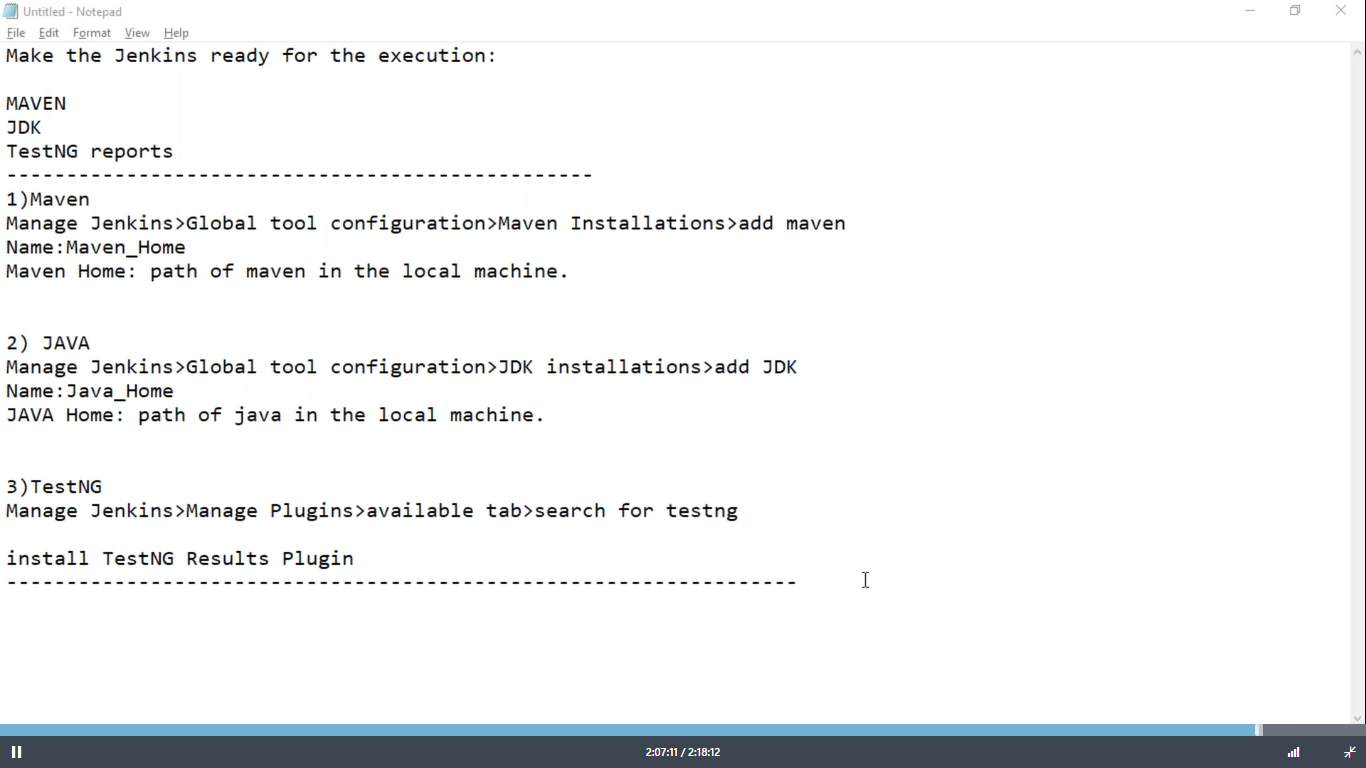 Untitled - Notepad
File Edit Format View Help
Make the Jenkins ready for the execution:
MAVEN
JDK
TestNG reports
-------------------------------------------------
1)Maven
Manage Jenkins>Global tool configuration>Maven Installations>add maven
Name:Maven_Home
Maven Home: path of maven in the local machine.
2) JAVA
Manage Jenkins>Global tool configuration>JDK installations>add JDK
Name:Java_Home
JAVA Home: path of java in the local machine.
3)TestNG
Manage Jenkins>Manage Plugins>available tab>search for testng
install TestNG Results Plugin
------------------------------------------------------------------
2:07:11 / 2:18:12